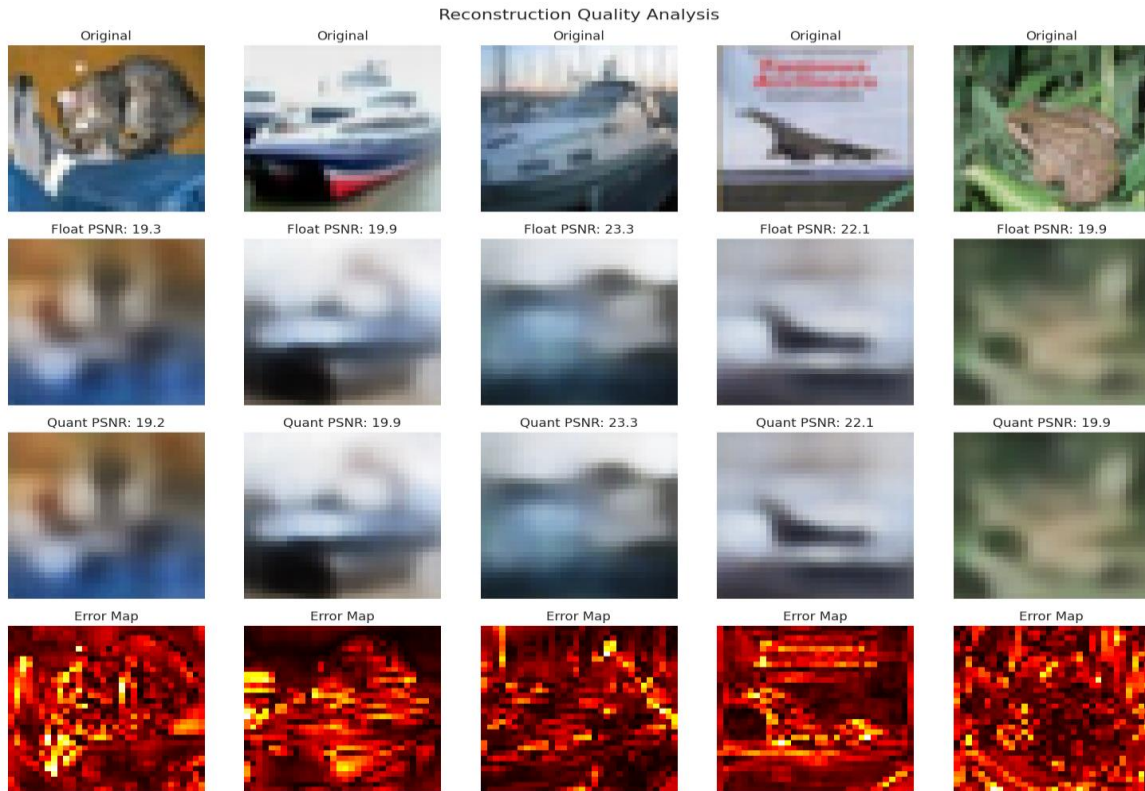 Reconstruction Quality Analysis
Original Original Original Original Original
Float PSNR: 19.3 Float PSNR: 19.9 Float PSNR: 23.3 Float PSNR: 22.1 Float PSNR: 19.9
Quant PSNR: 19.2 Quant PSNR: 19.9 Quant PSNR: 23.3 Quant PSNR: 22.1 Quant PSNR: 19.9
Error Map Error Map Error Map Error Map Error Map